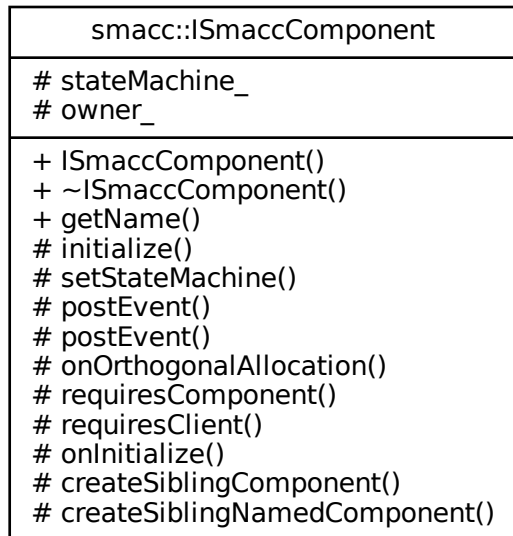 smacc::ISmaccComponent
# stateMachine_
# owner_
+ ISmaccComponent()
+ ~ISmaccComponent()
+ getName()
# initialize()
# setStateMachine()
# postEvent()
# postEvent()
# onOrthogonalAllocation()
# requiresComponent()
# requiresClient()
# onInitialize()
# createSiblingComponent()
# createSiblingNamedComponent()